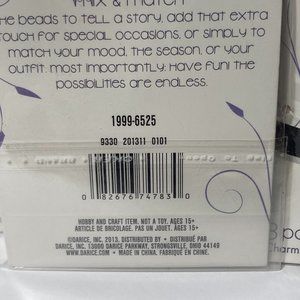 MIX & MATCH
HE BEADS TO TELL A STORY, ADD THAT EXTRA
TOUCH FOR SPECIAL OCCASIONS, OR SIMPLY TO
MATCH YOUR MOOD, THE SEASON, OR YOUR
OUTFIT. MOST IMPORTANTLY: HAVE FUN! THE
POSSIBILITIES ARE ENDLESS.
1999-6525
9330 201311 0101
0 82676 74783 0
HOBBY AND CRAFT ITEM. NOT A TOY. AGES 15+
ARTICLE DE BRICOLAGE. PAS UN JOUET. AGES 15+
©DARICE, INC. 2013. DISTRIBUTED BY • DISTRIBUÉ PAR
DARICE, INC. 13000 DARICE PARKWAY, STRONGSVILLE, OHIO 44149
WWW.DARICE.COM • MADE IN CHINA. FABRIQUÉ EN CHINE.
Charm